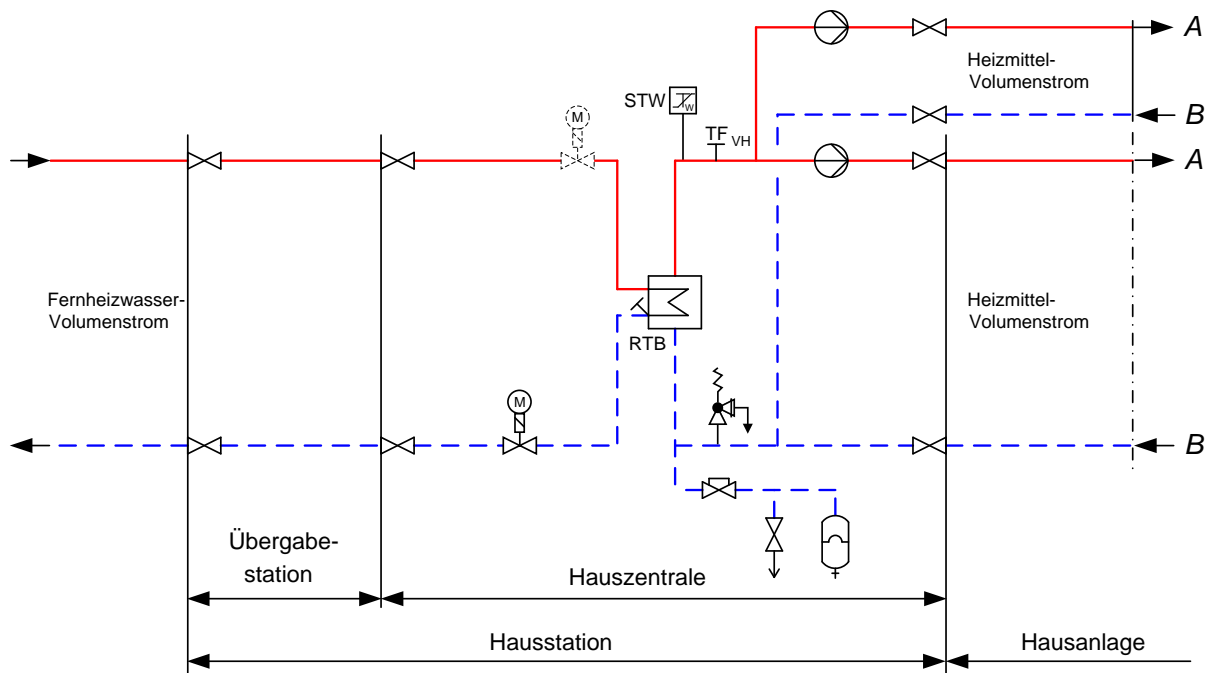 A
Heizmittel-
Volumenstrom
STW
W
M
B
TF VH
A
Fernheizwasser-
Volumenstrom
Heizmittel-
Volumenstrom
RTB
M
B
Übergabe-
station
Hauszentrale
Hausstation
Hausanlage